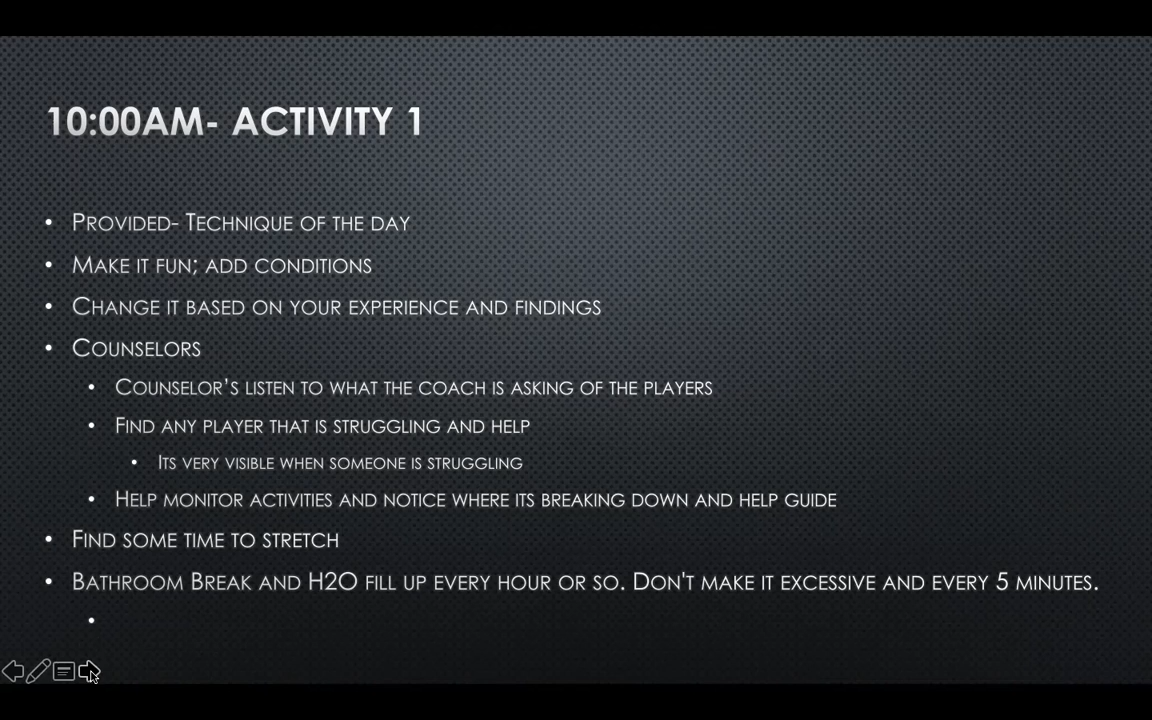 10:00AM- ACTIVITY 1
• PROVIDED- TECHNIQUE OF THE DAY
• MAKE IT FUN; ADD CONDITIONS
• CHANGE IT BASED ON YOUR EXPERIENCE AND FINDINGS
• COUNSELORS
• COUNSELOR'S LISTEN TO WHAT THE COACH IS ASKING OF THE PLAYERS
• FIND ANY PLAYER THAT IS STRUGGLING AND HELP
• ITS VERY VISIBLE WHEN SOMEONE IS STRUGGLING
• HELP MONITOR ACTIVITIES AND NOTICE WHERE ITS BREAKING DOWN AND HELP GUIDE
• FIND SOME TIME TO STRETCH
• BATHROOM BREAK AND H2O FILL UP EVERY HOUR OR SO. DON'T MAKE IT EXCESSIVE AND EVERY 5 MINUTES.
•